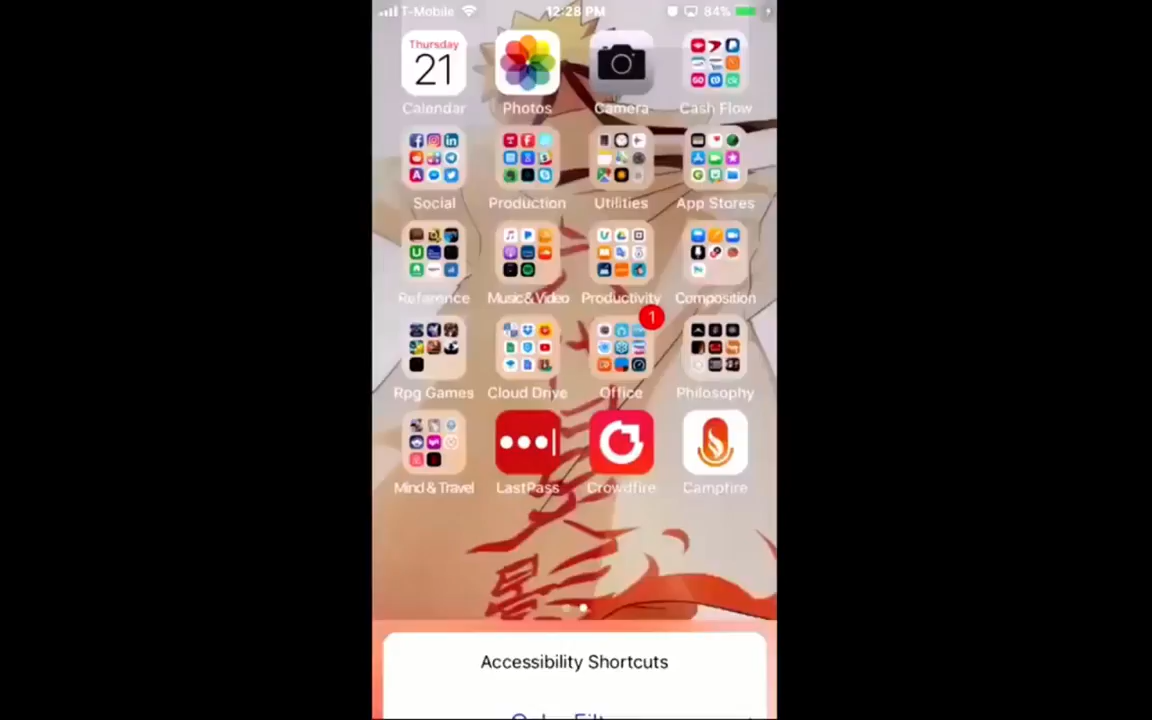 T-Mobile 12:28 PM 84%
Thursday
21
Calendar Photos Camera Cash Flow
Social Production Utilities App Stores
Reference Music & Video Productivity Composition
1
Rpg Games Cloud Drive Office Philosophy
Mind & Travel LastPass Crowdfire Campfire
Accessibility Shortcuts